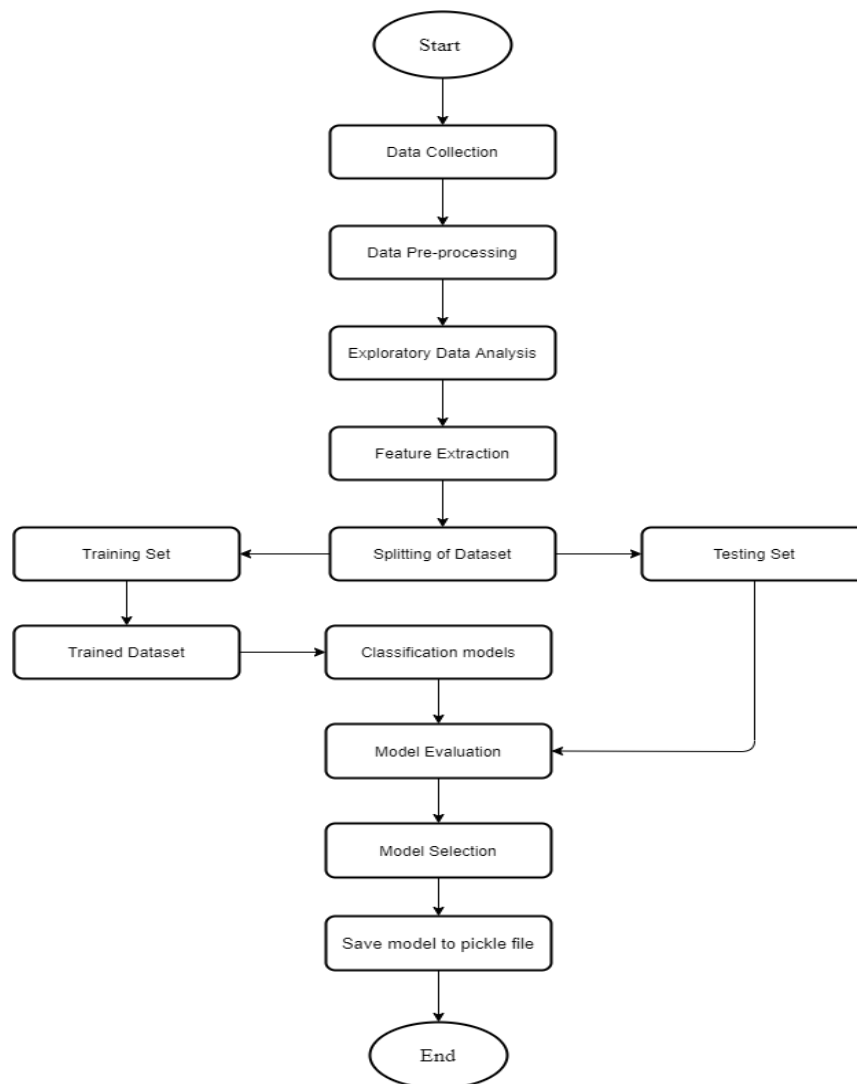 Start
Data Collection
Data Pre-processing
Exploratory Data Analysis
Feature Extraction
Training Set
Splitting of Dataset
Testing Set
Trained Dataset
Classification models
Model Evaluation
Model Selection
Save model to pickle file
End